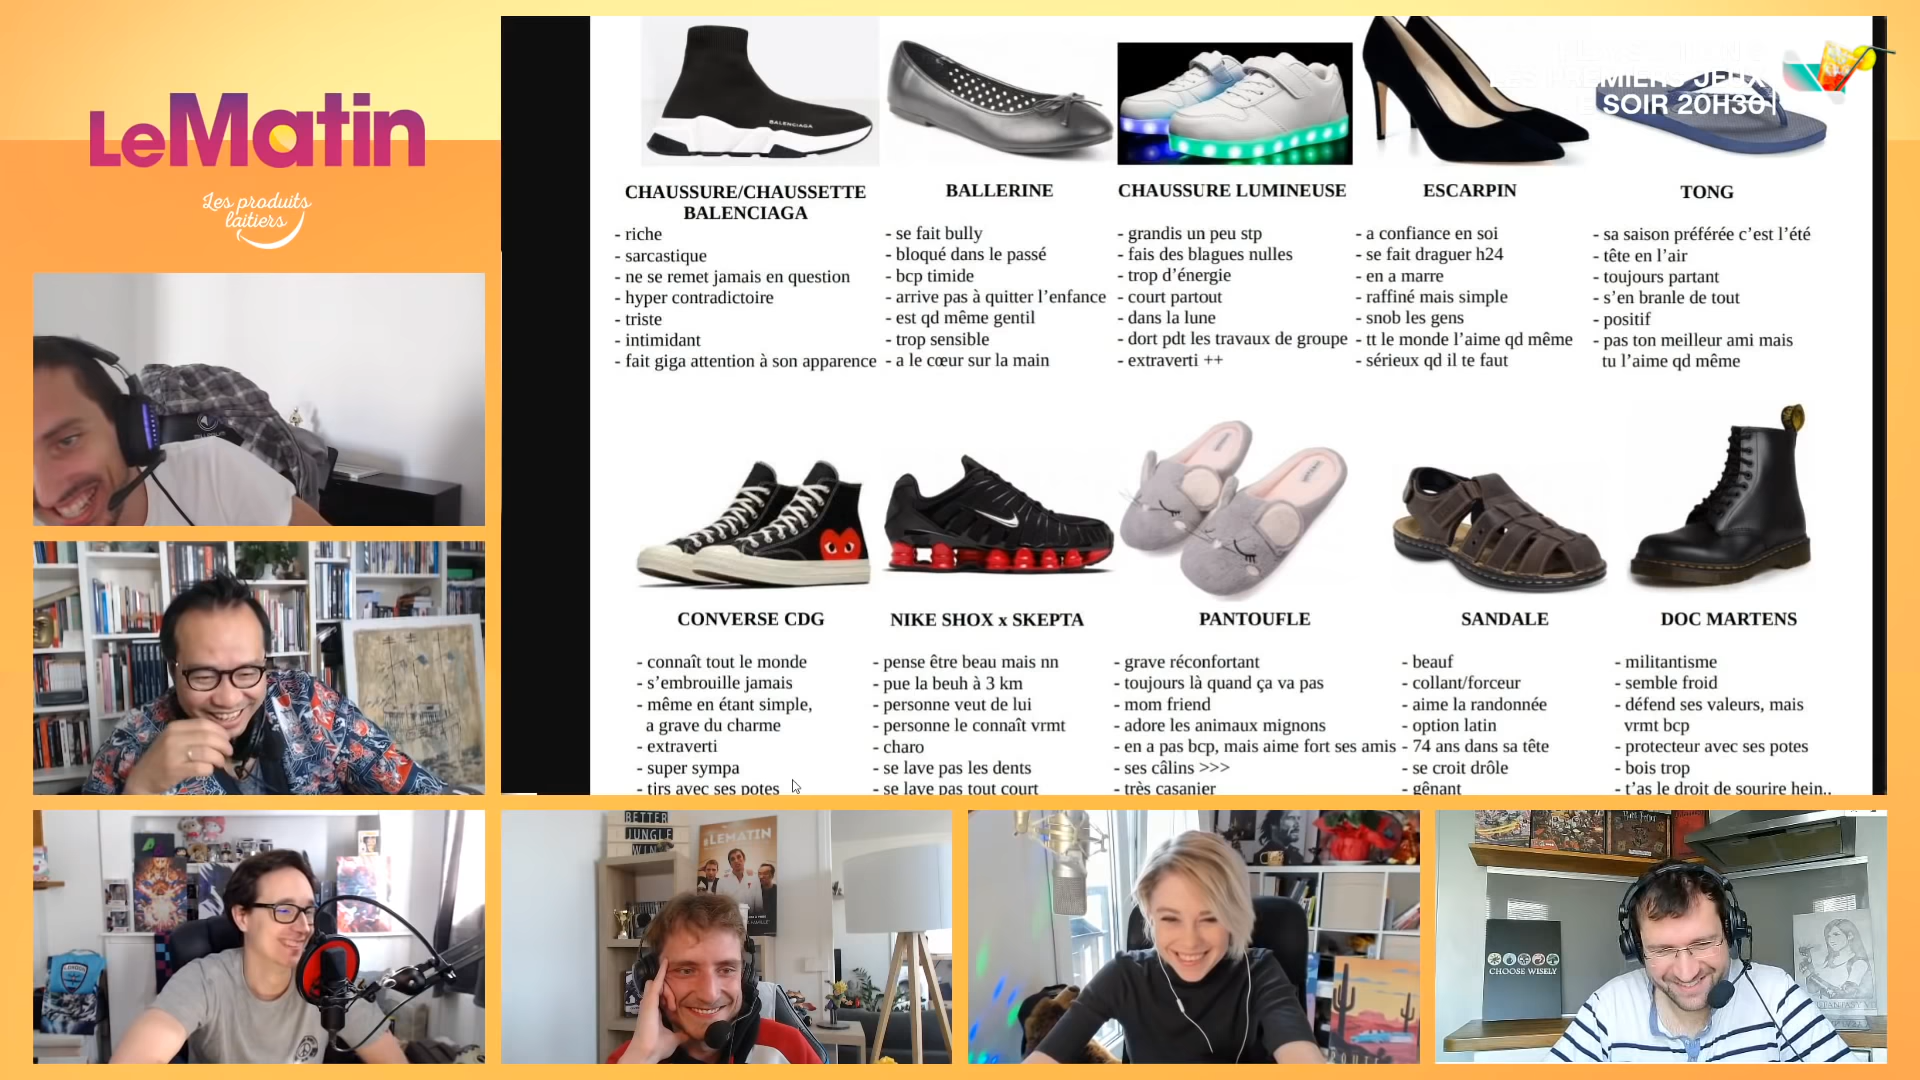 LeMatin
Les produits
laitiers
LES PREMIERS JEUX
CE SOIR 20H30
BALENCIAGA
CHAUSSURE/CHAUSSETTE
BALENCIAGA
- riche
- sarcastique
- ne se remet jamais en question
- hyper contradictoire
- triste
- intimidant
- fait giga attention à son apparence
BALLERINE
- se fait bully
- bloqué dans le passé
- bcp timide
- arrive pas à quitter l’enfance
- est qd même gentil
- trop sensible
- a le cœur sur la main
CHAUSSURE LUMINEUSE
- grandis un peu stp
- fais des blagues nulles
- trop d’énergie
- court partout
- dans la lune
- dort pdt les travaux de groupe
- extraverti ++
ESCARPIN
- a confiance en soi
- se fait draguer h24
- en a marre
- raffiné mais simple
- snob les gens
- tt le monde l’aime qd même
- sérieux qd il te faut
TONG
- sa saison préférée c’est l’été
- tête en l’air
- toujours partant
- s’en branle de tout
- positif
- pas ton meilleur ami mais
tu l’aime qd même
CONVERSE CDG
- connaît tout le monde
- s’embrouille jamais
- même en étant simple,
a grave du charme
- extraverti
- super sympa
- tjrs avec ses potes
NIKE SHOX x SKEPTA
- pense être beau mais nn
- pue la beuh à 3 km
- personne veut de lui
- personne le connaît vrmt
- charo
- se lave pas les dents
- se lave pas tout court
PANTOUFLE
- grave réconfortant
- toujours là quand ça va pas
- mom friend
- adore les animaux mignons
- en a pas bcp, mais aime fort ses amis
- ses câlins >>>
- très casanier
SANDALE
- beauf
- collant/forceur
- aime la randonnée
- option latin
- 74 ans dans sa tête
- se croit drôle
- gênant
DOC MARTENS
- militantisme
- semble froid
- défend ses valeurs, mais
vrmt bcp
- protecteur avec ses potes
- bois trop
- t’as le droit de sourire hein..
BETTER
JUNGLE
WIN
LEMATIN
CHOOSE WISELY